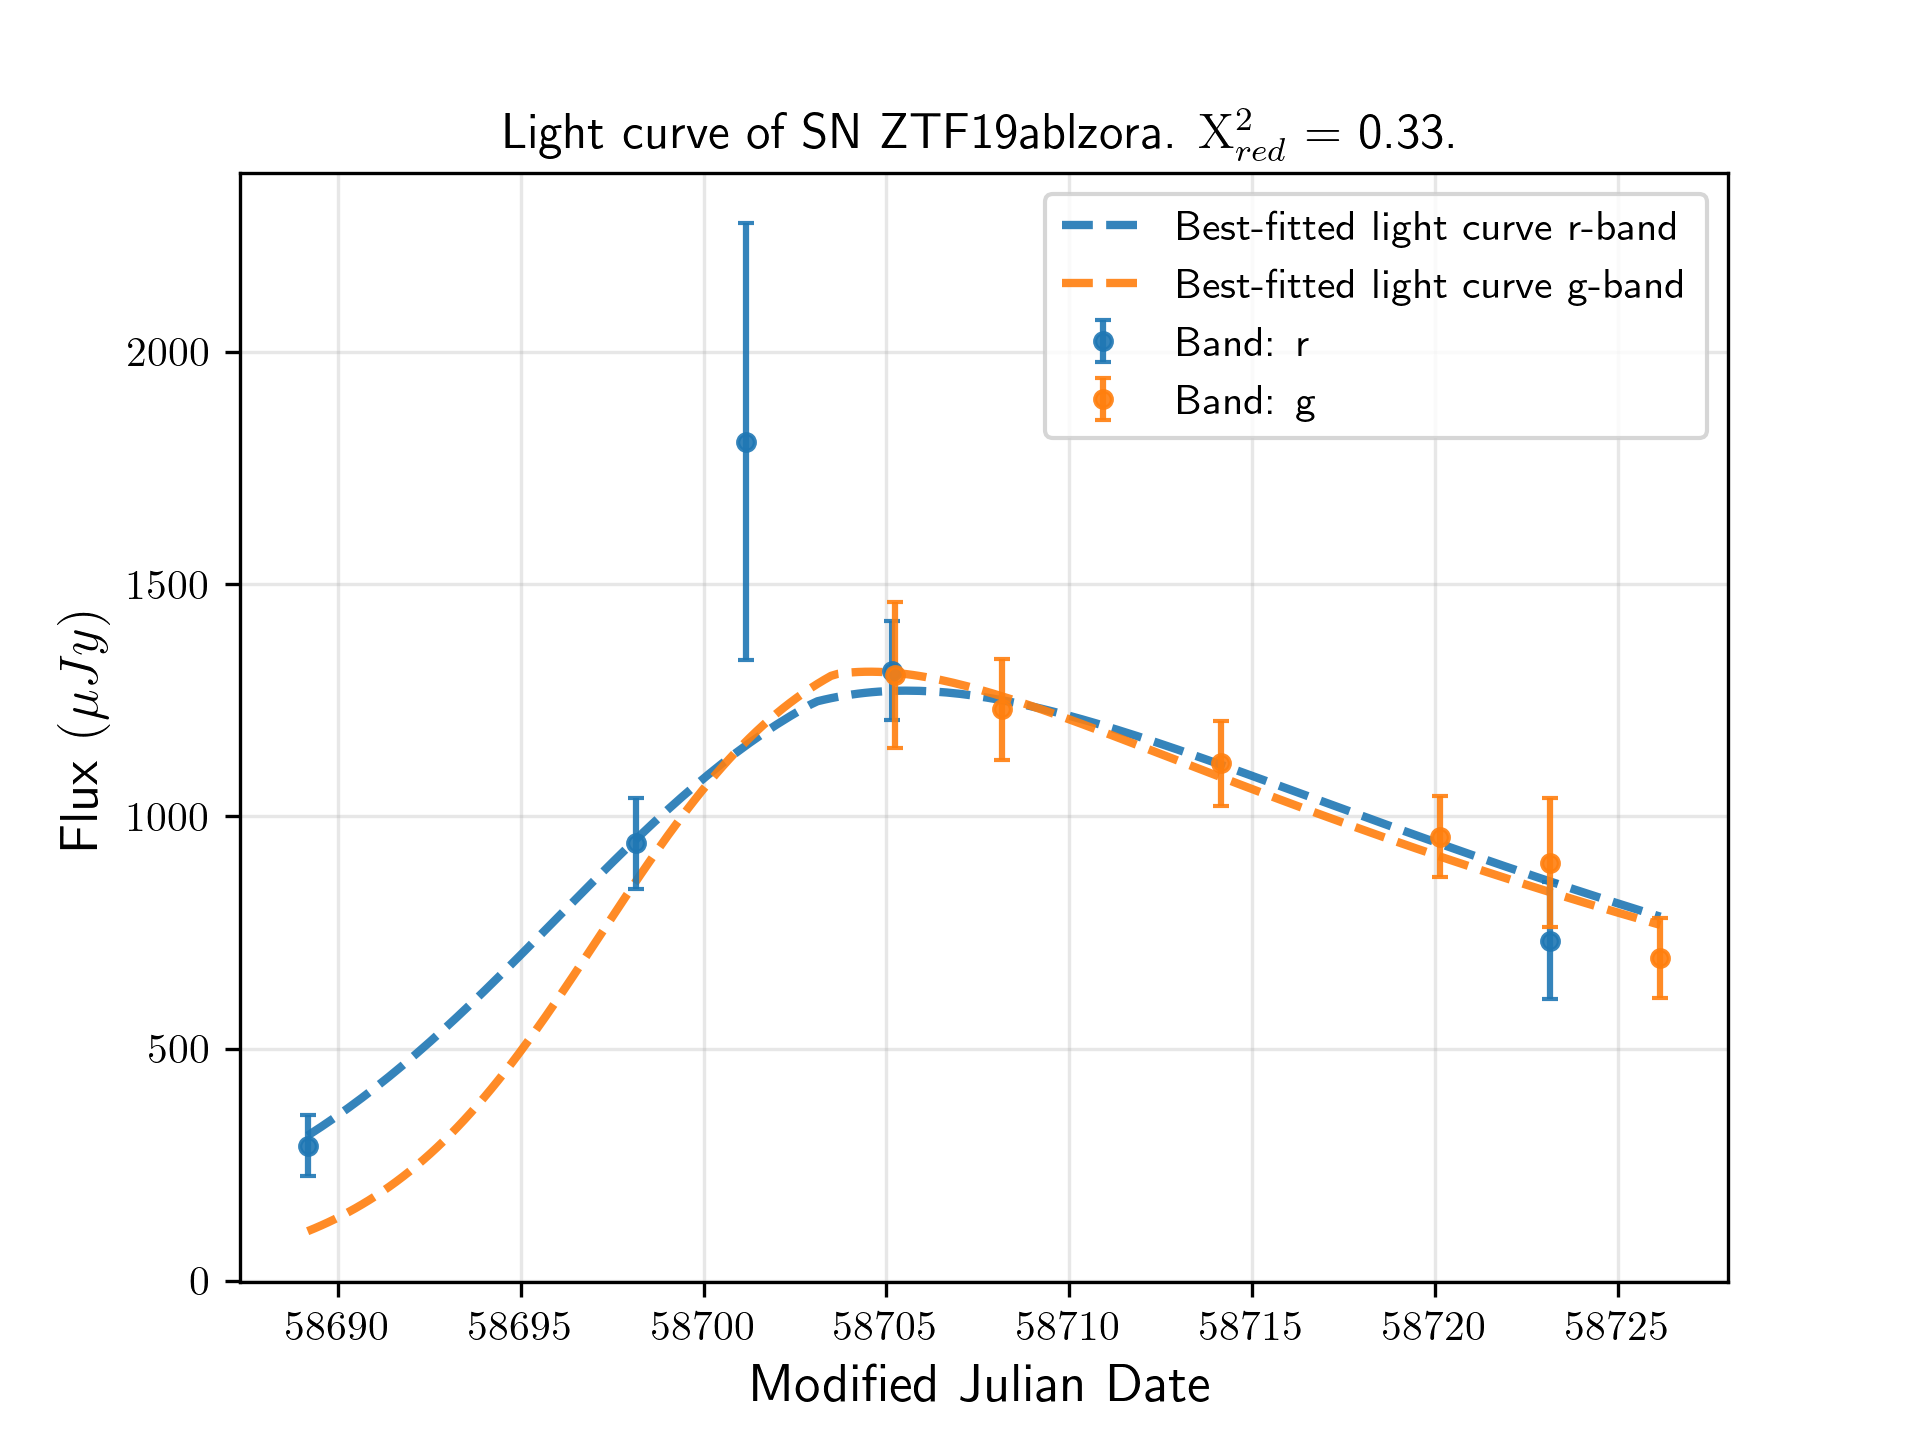 Light curve of SN ZTF19ablzora. X²_red = 0.33.
Best-fitted light curve r-band
Best-fitted light curve g-band
Band: r
Band: g
Flux (μJy)
2000
1500
1000
500
0
58690 58695 58700 58705 58710 58715 58720 58725
Modified Julian Date